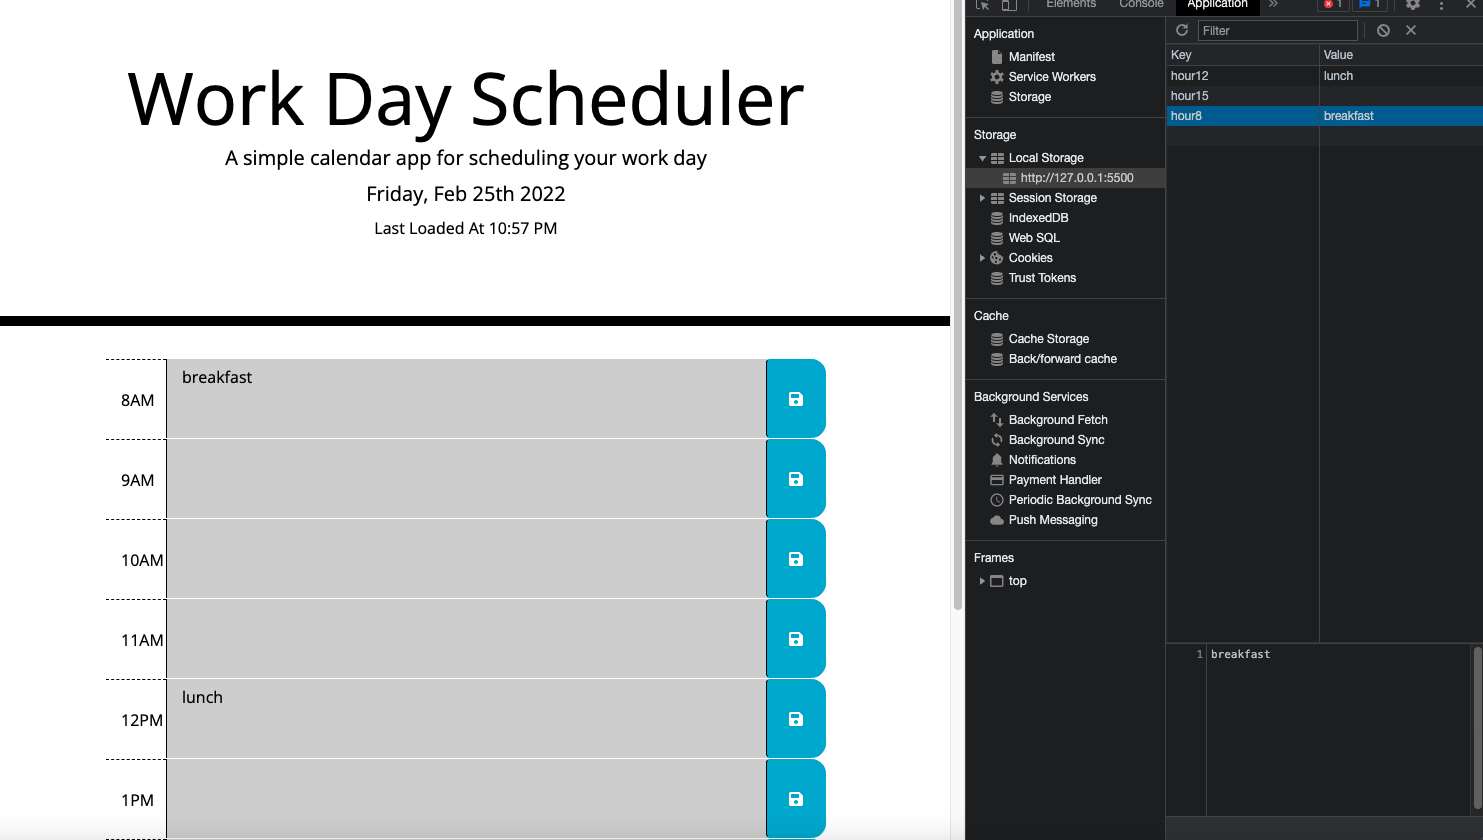 Work Day Scheduler
A simple calendar app for scheduling your work day
Friday, Feb 25th 2022
Last Loaded At 10:57 PM
8AM breakfast
9AM
10AM
11AM
12PM lunch
1PM
Elements Console Application » 1 1
Application
Manifest
Service Workers
Storage
Storage
Local Storage
http://127.0.0.1:5500
Session Storage
IndexedDB
Web SQL
Cookies
Trust Tokens
Cache
Cache Storage
Back/forward cache
Background Services
Background Fetch
Background Sync
Notifications
Payment Handler
Periodic Background Sync
Push Messaging
Frames
top
Filter
Key Value
hour12 lunch
hour15
hour8 breakfast
1 breakfast